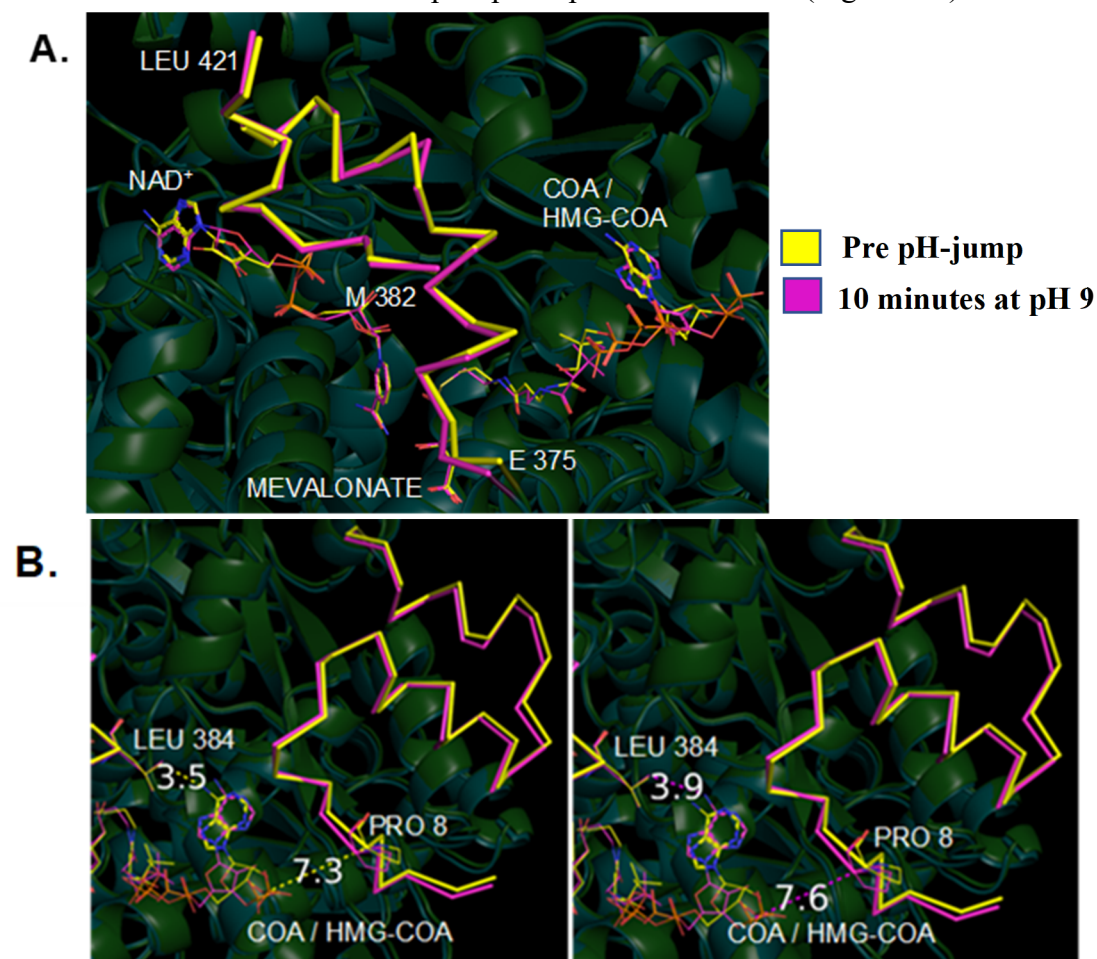 A.
LEU 421
NAD⁺
COA /
HMG-COA
M 382
E 375
MEVALONATE
Pre pH-jump
10 minutes at pH 9
B.
LEU 384
3.5
PRO 8
7.3
COA / HMG-COA
LEU 384
3.9
PRO 8
7.6
COA / HMG-COA